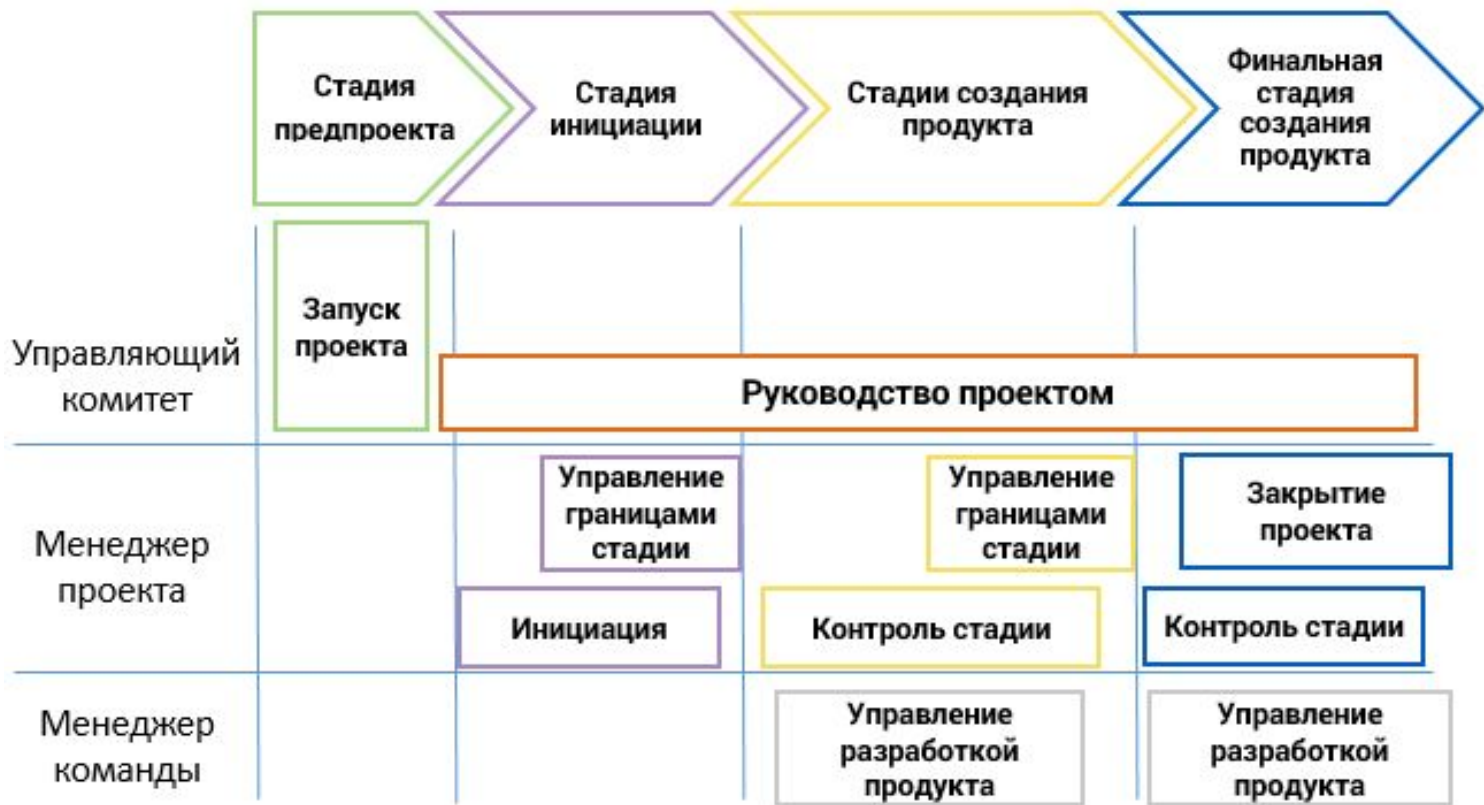 Стадия
предпроекта
Стадия
инициации
Стадии создания
продукта
Финальная
стадия
создания
продукта
Управляющий
комитет
Запуск
проекта
Руководство проектом
Менеджер
проекта
Управление
границами
стадии
Управление
границами
стадии
Закрытие
проекта
Инициация
Контроль стадии
Контроль стадии
Менеджер
команды
Управление
разработкой
продукта
Управление
разработкой
продукта